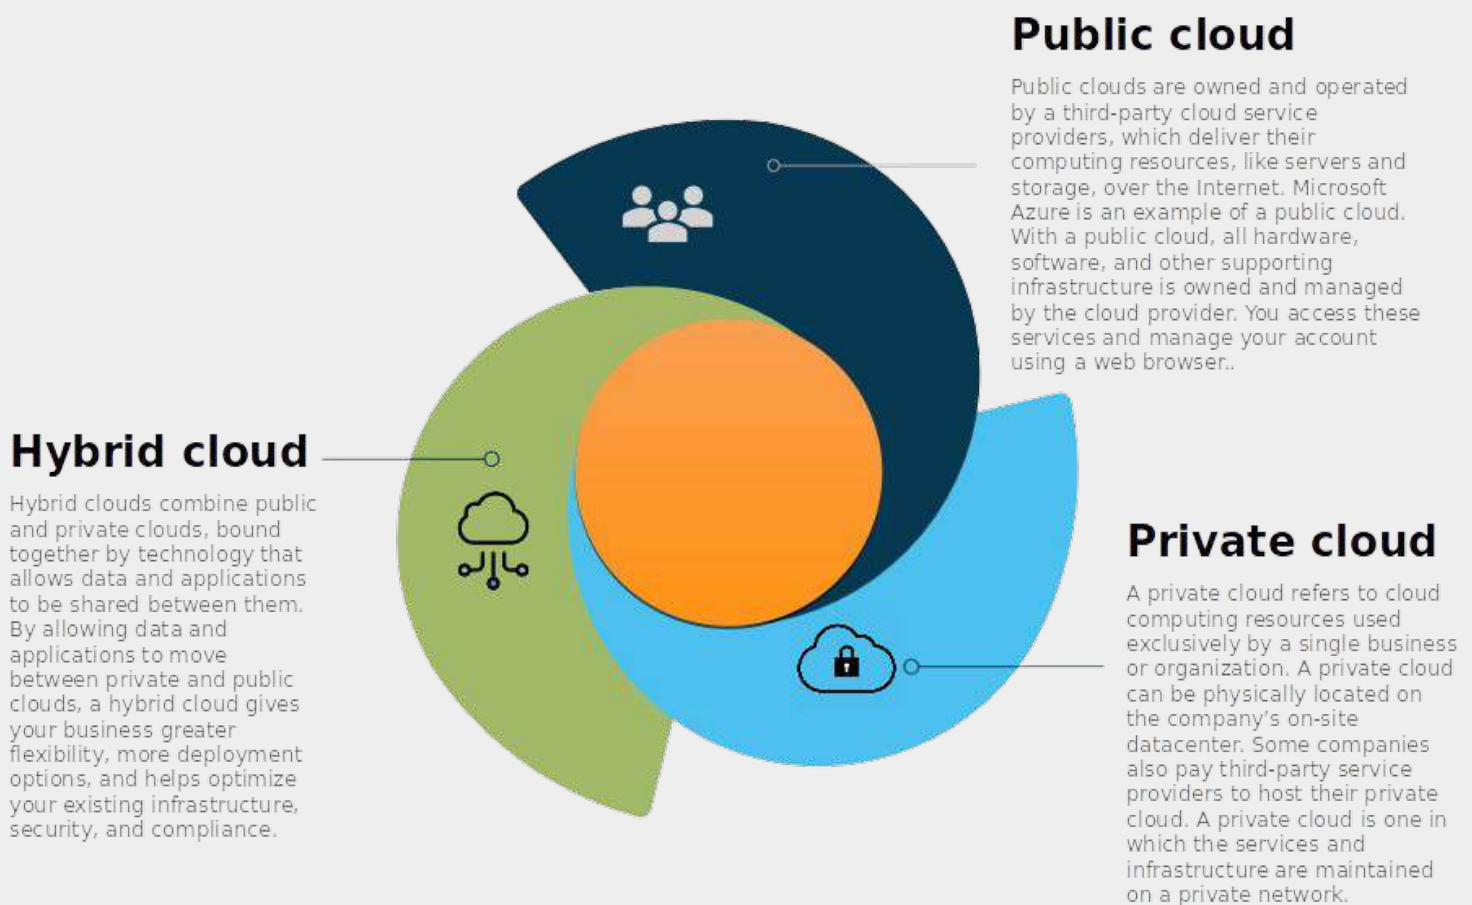 Public cloud
Public clouds are owned and operated
by a third-party cloud service
providers, which deliver their
computing resources, like servers and
storage, over the Internet. Microsoft
Azure is an example of a public cloud.
With a public cloud, all hardware,
software, and other supporting
infrastructure is owned and managed
by the cloud provider. You access these
services and manage your account
using a web browser..
Hybrid cloud
Hybrid clouds combine public
and private clouds, bound
together by technology that
allows data and applications
to be shared between them.
By allowing data and
applications to move
between private and public
clouds, a hybrid cloud gives
your business greater
flexibility, more deployment
options, and helps optimize
your existing infrastructure,
security, and compliance.
Private cloud
A private cloud refers to cloud
computing resources used
exclusively by a single business
or organization. A private cloud
can be physically located on
the company's on-site
datacenter. Some companies
also pay third-party service
providers to host their private
cloud. A private cloud is one in
which the services and
infrastructure are maintained
on a private network.